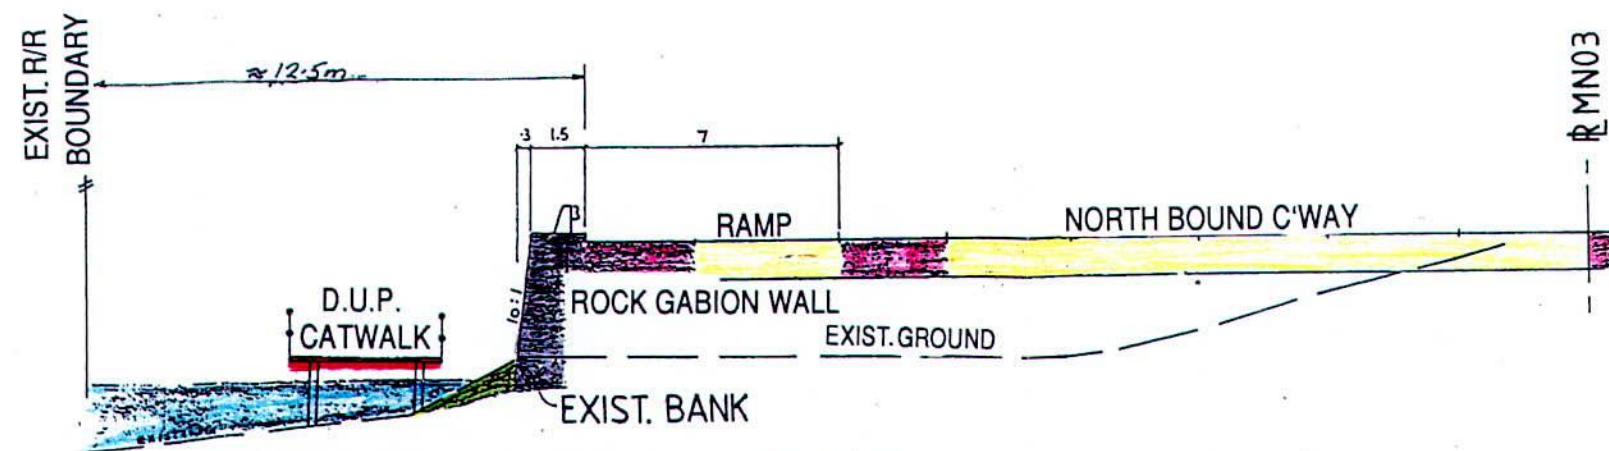 EXIST. R/R
BOUNDARY
≈ 12.5m
.3
1.5
7
RAMP
NORTH BOUND C'WAY
MN03
D.U.P.
CATWALK
10:1
ROCK GABION WALL
EXIST. GROUND
EXIST. BANK